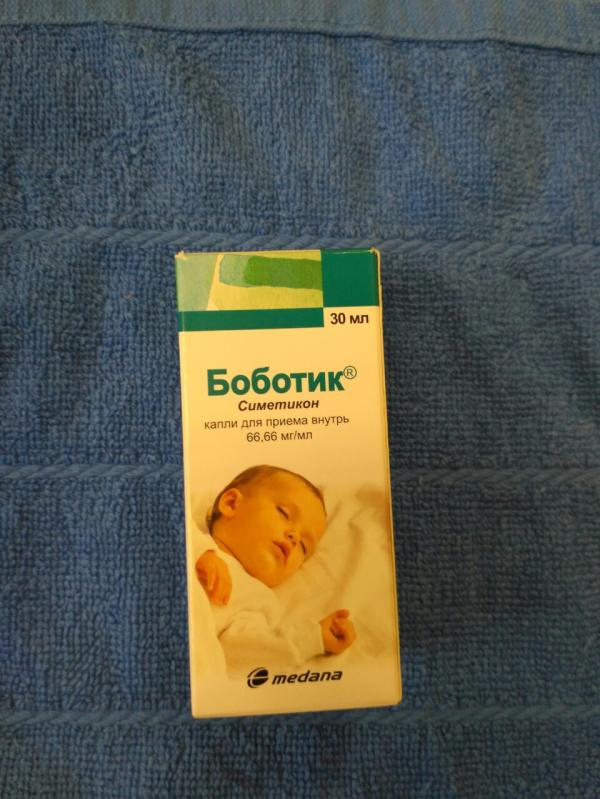 30 мл
Боботик®
Симетикон
капли для приема внутрь
66,66 мг/мл
medana